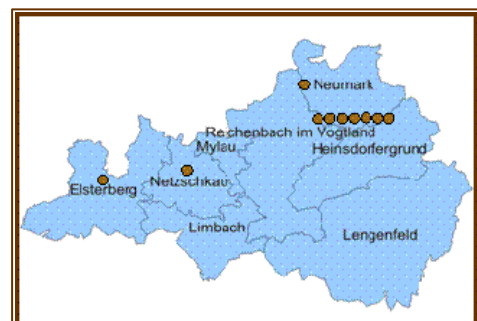 Neumark
Reichenbach im Vogtland
Mylau
Heinsdorfergrund
Netzschkau
Elsterberg
Limbach
Lengenfeld